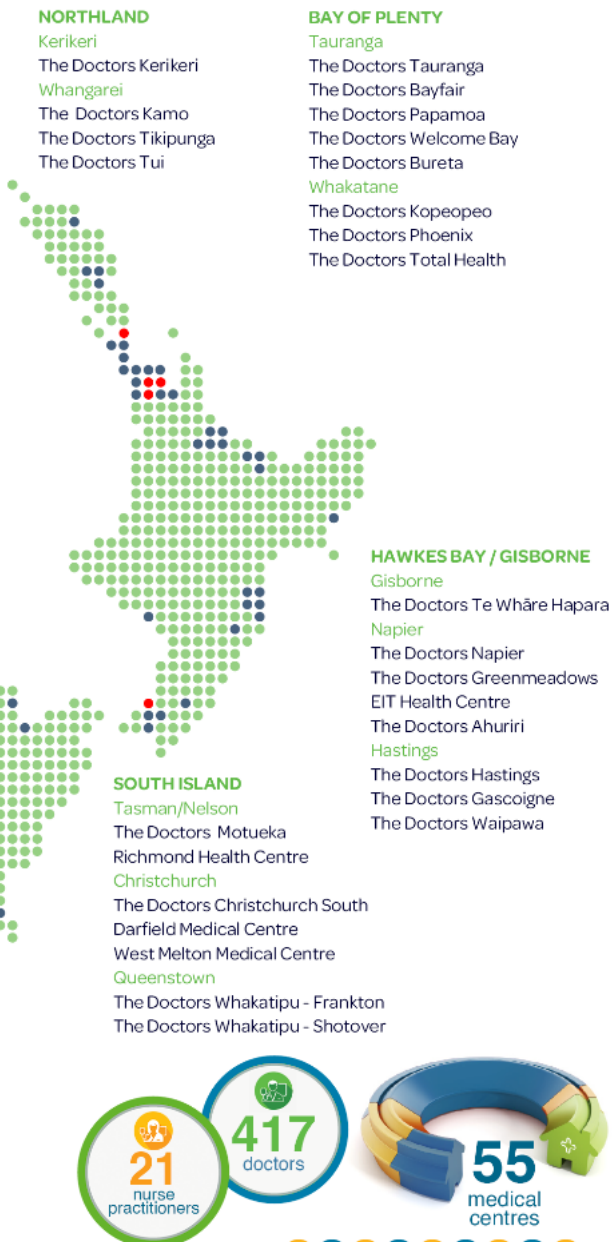 NORTHLAND
Kerikeri
The Doctors Kerikeri
Whangarei
The Doctors Kamo
The Doctors Tikipunga
The Doctors Tui
BAY OF PLENTY
Tauranga
The Doctors Tauranga
The Doctors Bayfair
The Doctors Papamoa
The Doctors Welcome Bay
The Doctors Bureta
Whakatane
The Doctors Kopeopeo
The Doctors Phoenix
The Doctors Total Health
HAWKES BAY / GISBORNE
Gisborne
The Doctors Te Whāre Hapara
Napier
The Doctors Napier
The Doctors Greenmeadows
EIT Health Centre
The Doctors Ahuriri
Hastings
The Doctors Hastings
The Doctors Gascoigne
The Doctors Waipawa
SOUTH ISLAND
Tasman/Nelson
The Doctors Motueka
Richmond Health Centre
Christchurch
The Doctors Christchurch South
Darfield Medical Centre
West Melton Medical Centre
Queenstown
The Doctors Whakatipu - Frankton
The Doctors Whakatipu - Shotover
21
nurse
practitioners
417
doctors
55
medical
centres